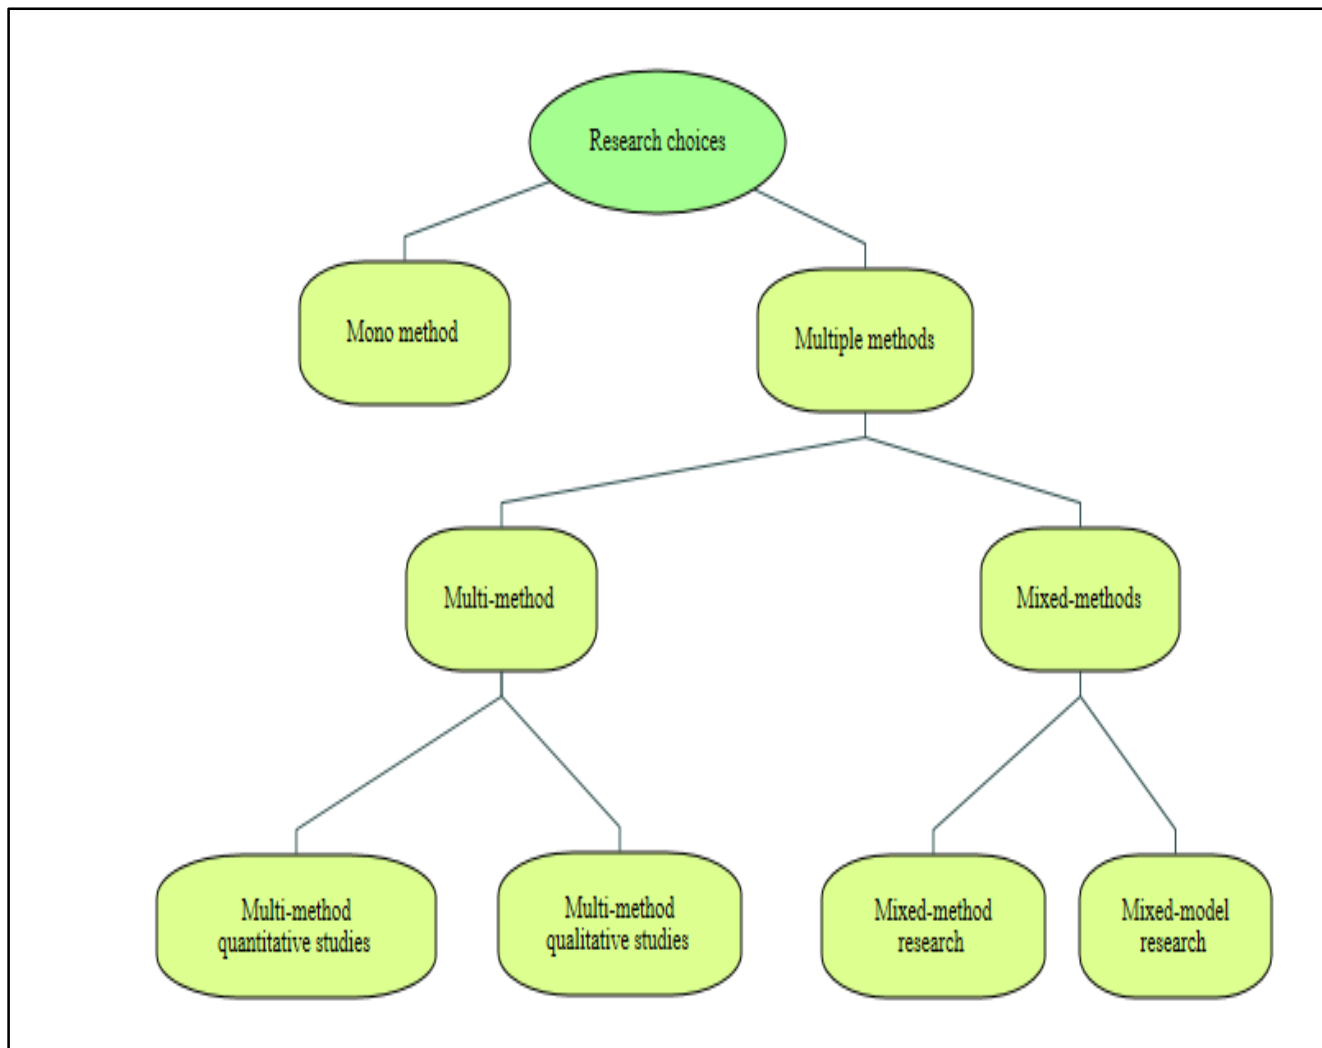 Research choices
Mono method
Multiple methods
Multi-method
Mixed-methods
Multi-method
quantitative studies
Multi-method
qualitative studies
Mixed-method
research
Mixed-model
research